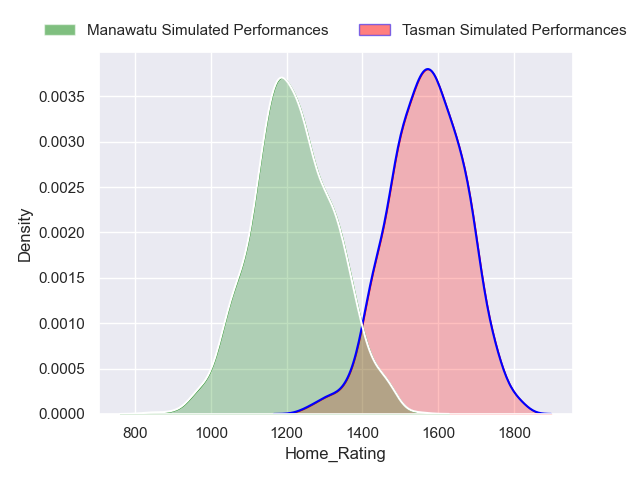 Manawatu Simulated Performances Tasman Simulated Performances
0.0035
0.0030
0.0025
0.0020
0.0015
0.0010
0.0005
0.0000
Density
800 1000 1200 1400 1600 1800
Home_Rating